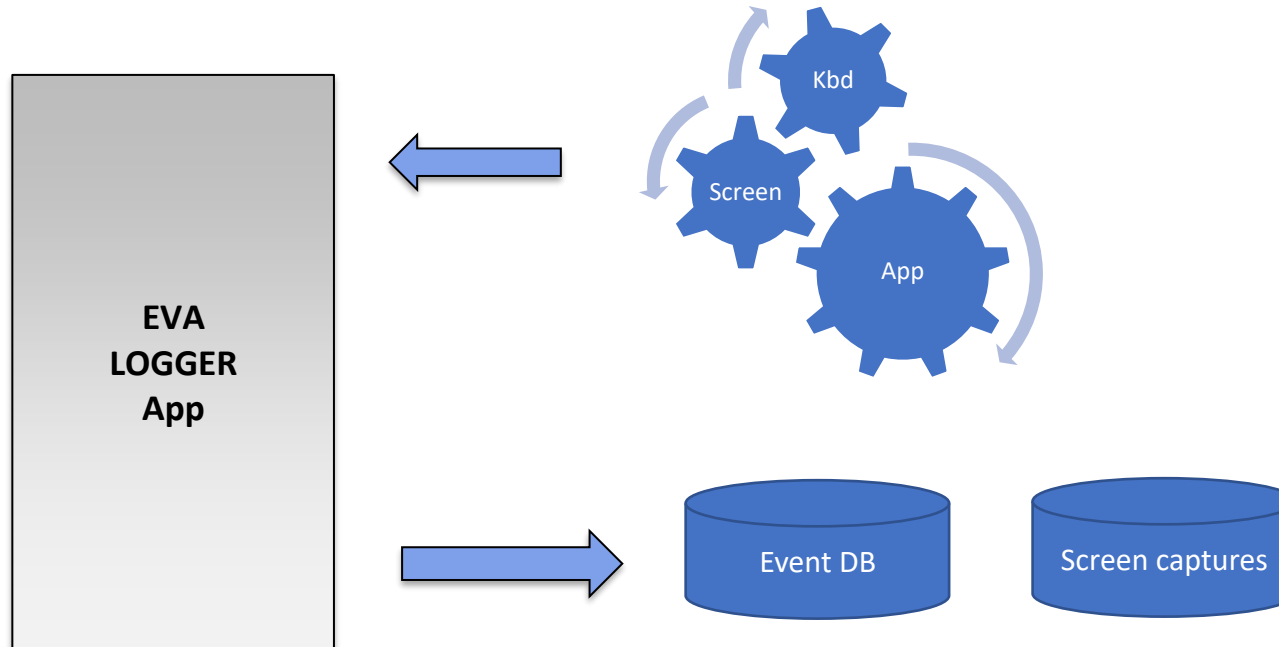 EVA
LOGGER
App
Kbd
Screen
App
Event DB
Screen captures